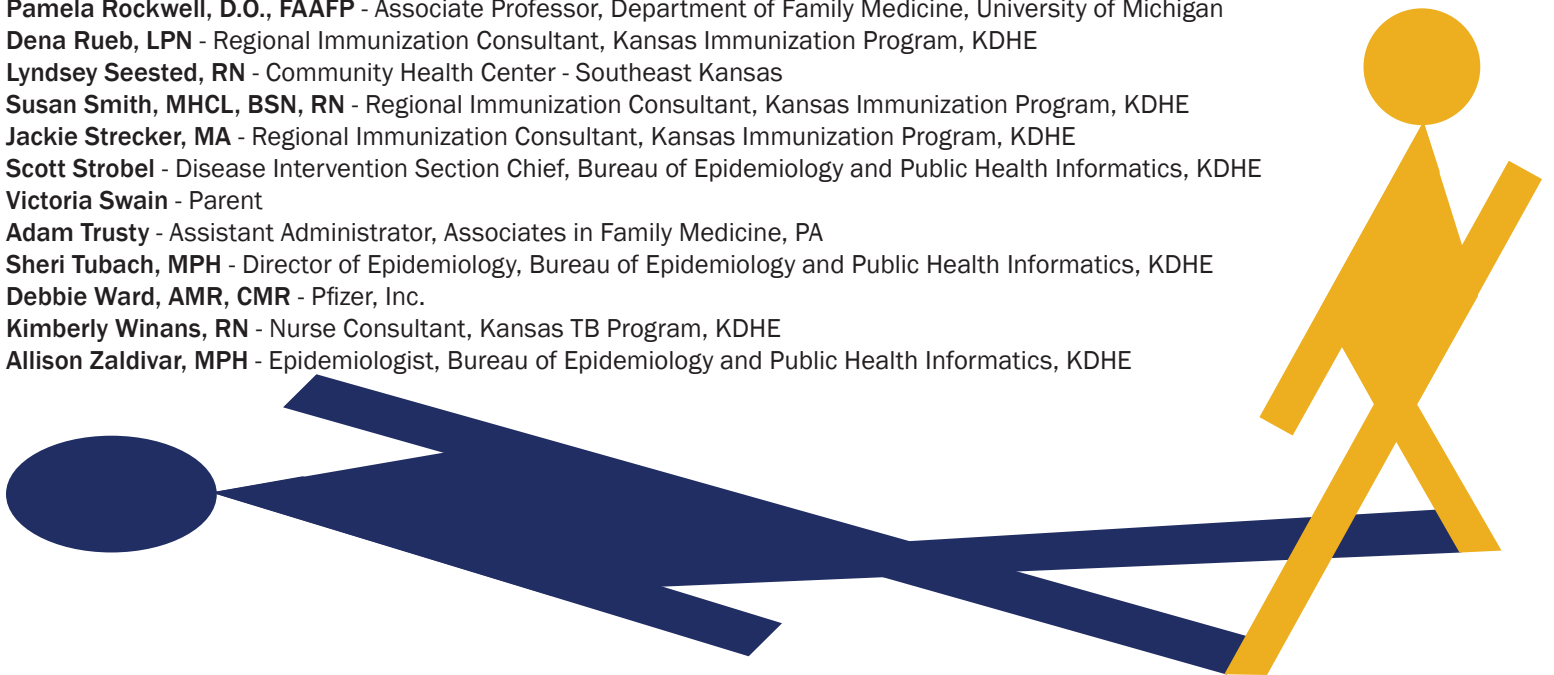 Pamela Rockwell, D.O., FAAFP - Associate Professor, Department of Family Medicine, University of Michigan
Dena Rueb, LPN - Regional Immunization Consultant, Kansas Immunization Program, KDHE
Lyndsey Seested, RN - Community Health Center - Southeast Kansas
Susan Smith, MHCL, BSN, RN - Regional Immunization Consultant, Kansas Immunization Program, KDHE
Jackie Strecker, MA - Regional Immunization Consultant, Kansas Immunization Program, KDHE
Scott Strobel - Disease Intervention Section Chief, Bureau of Epidemiology and Public Health Informatics, KDHE
Victoria Swain - Parent
Adam Trusty - Assistant Administrator, Associates in Family Medicine, PA
Sheri Tubach, MPH - Director of Epidemiology, Bureau of Epidemiology and Public Health Informatics, KDHE
Debbie Ward, AMR, CMR - Pfizer, Inc.
Kimberly Winans, RN - Nurse Consultant, Kansas TB Program, KDHE
Allison Zaldivar, MPH - Epidemiologist, Bureau of Epidemiology and Public Health Informatics, KDHE